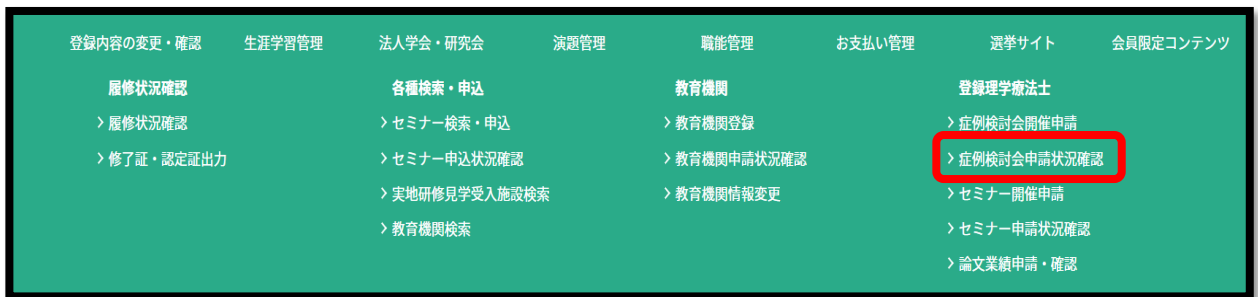 登録内容の変更・確認 生涯学習管理 法人学会・研究会 演題管理 職能管理 お支払い管理 選挙サイト 会員限定コンテンツ
履修状況確認
> 履修状況確認
> 修了証・認定証出力
各種検索・申込
> セミナー検索・申込
> セミナー申込状況確認
> 実地研修見学受入施設検索
> 教育機関検索
教育機関
> 教育機関登録
> 教育機関申請状況確認
> 教育機関情報変更
登録理学療法士
> 症例検討会開催申請
> 症例検討会申請状況確認
> セミナー開催申請
> セミナー申請状況確認
> 論文業績申請・確認